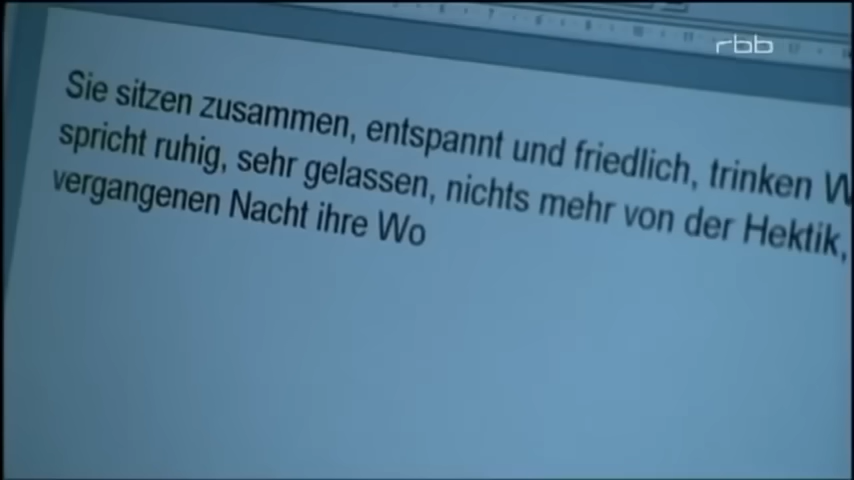 rbb
Sie sitzen zusammen, entspannt und friedlich, trinken W
spricht ruhig, sehr gelassen, nichts mehr von der Hektik,
vergangenen Nacht ihre Wo